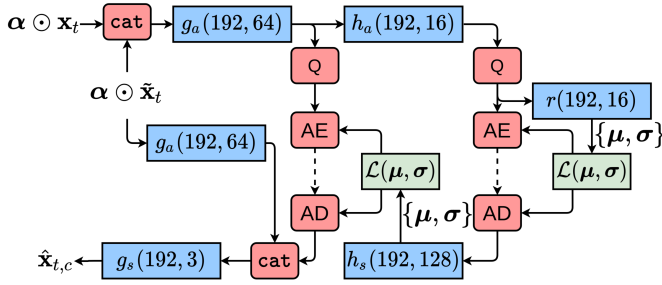 α ⊙ x_t
cat
g_a(192, 64)
h_a(192, 16)
Q
Q
α ⊙ x̃_t
r(192, 16)
AE
AE
{μ, σ}
g_a(192, 64)
ℒ(μ, σ)
ℒ(μ, σ)
AD
{μ, σ}
AD
x̂_{t,c}
g_s(192, 3)
cat
h_s(192, 128)